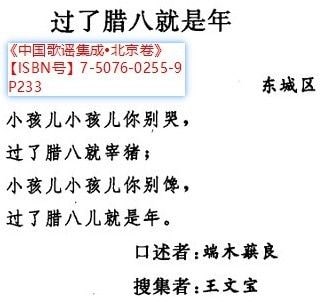 过了腊八就是年
《中国歌谣集成•北京卷》
【ISBN号】7-5076-0255-9
P233
东城区
小孩儿小孩儿你别哭，
过了腊八就宰猪；
小孩儿小孩儿你别馋，
过了腊八儿就是年。
口述者:端木蕻良
搜集者:王文宝